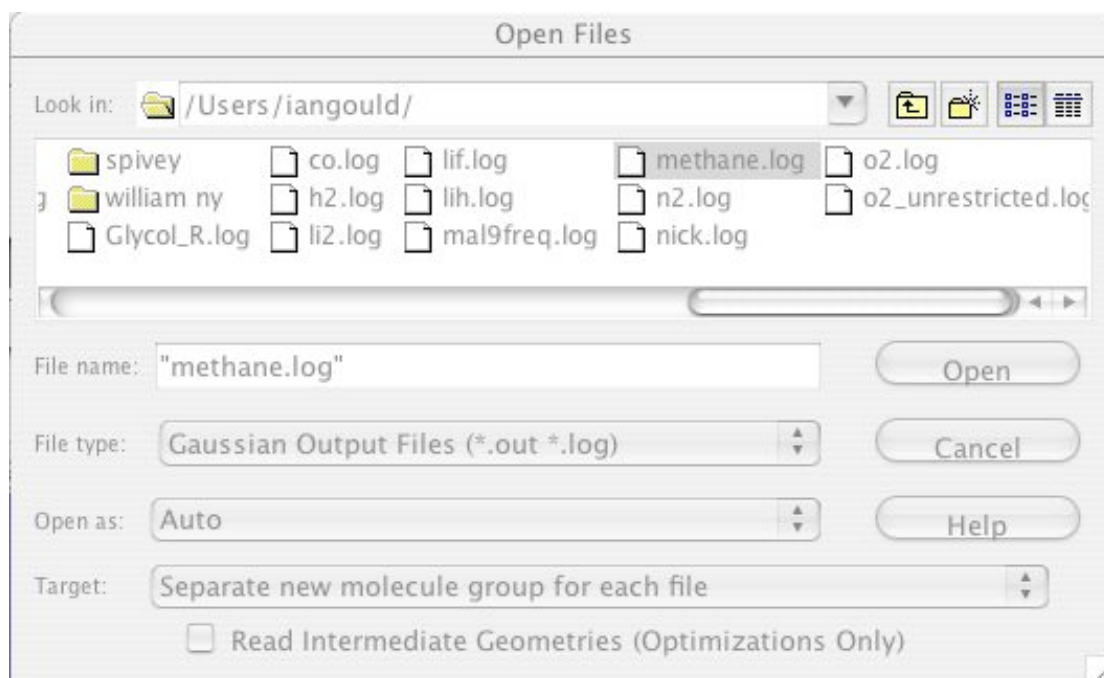 Open Files
Look in: /Users/iangould/
spivey co.log lif.log methane.log o2.log
g william ny h2.log lih.log n2.log o2_unrestricted.log
Glycol_R.log li2.log mal9freq.log nick.log
File name: "methane.log" Open
File type: Gaussian Output Files (*.out *.log) Cancel
Open as: Auto Help
Target: Separate new molecule group for each file
Read Intermediate Geometries (Optimizations Only)